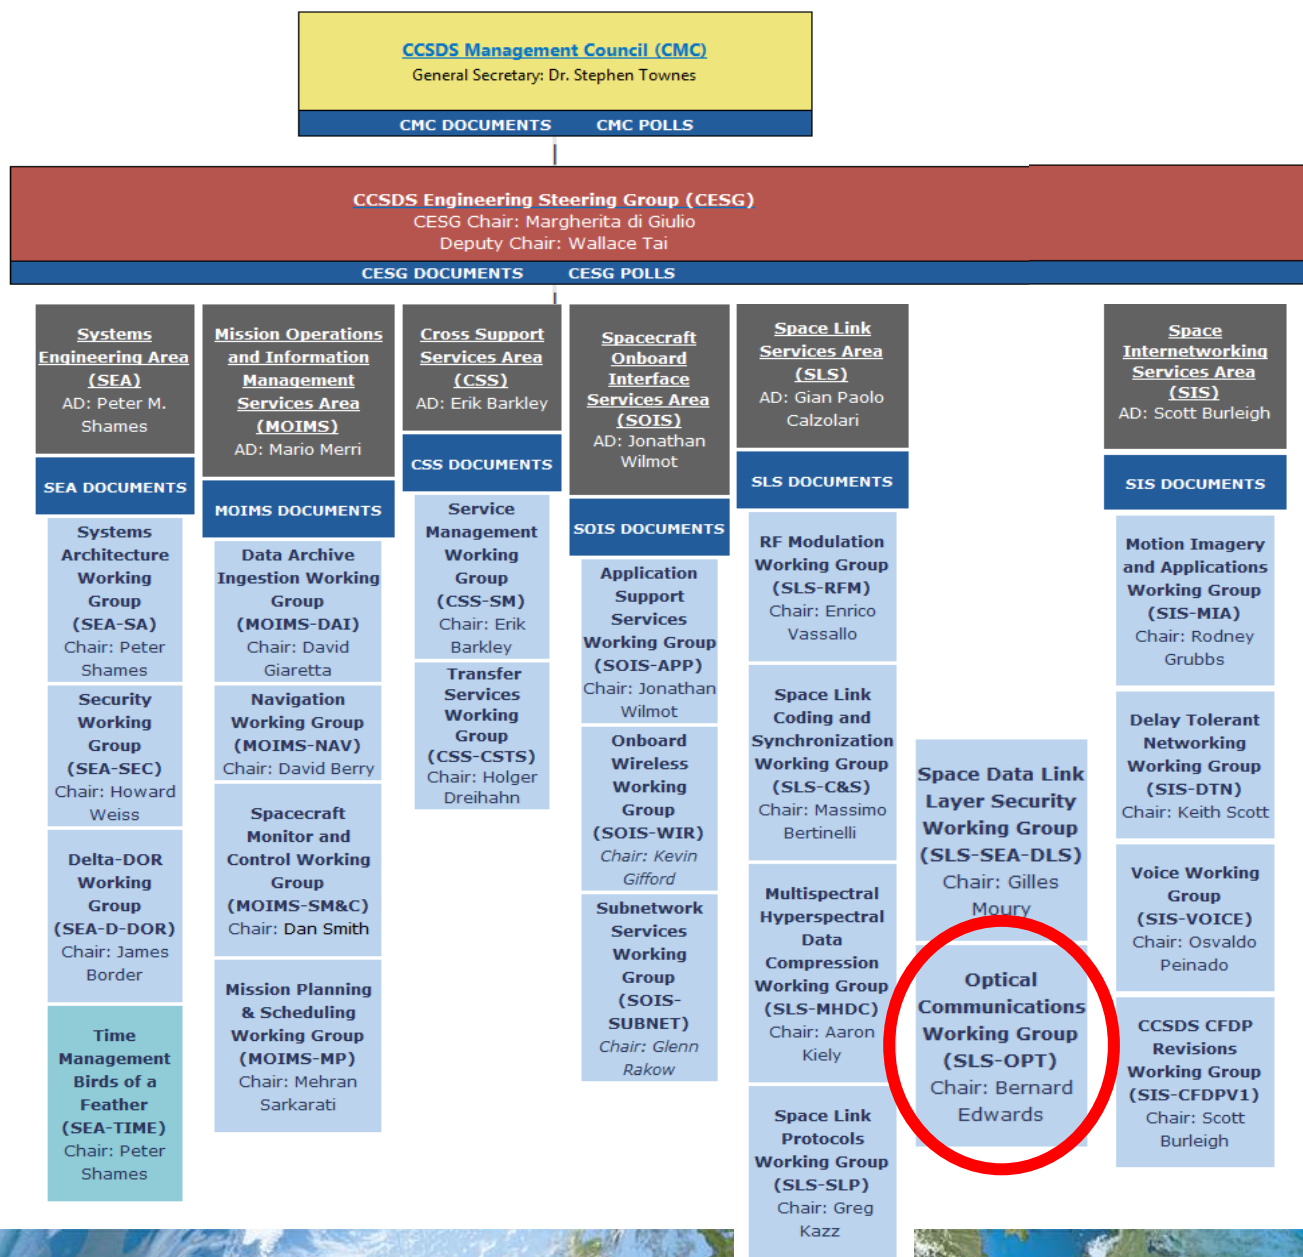 CCSDS Management Council (CMC)
General Secretary: Dr. Stephen Townes
CMC DOCUMENTS CMC POLLS
CCSDS Engineering Steering Group (CESG)
CESG Chair: Margherita di Giulio
Deputy Chair: Wallace Tai
CESG DOCUMENTS CESG POLLS
Systems
Engineering Area
(SEA)
AD: Peter M.
Shames
SEA DOCUMENTS
Systems
Architecture
Working
Group
(SEA-SA)
Chair: Peter
Shames
Security
Working
Group
(SEA-SEC)
Chair: Howard
Weiss
Delta-DOR
Working
Group
(SEA-D-DOR)
Chair: James
Border
Time
Management
Birds of a
Feather
(SEA-TIME)
Chair: Peter
Shames
Mission Operations
and Information
Management
Services Area
(MOIMS)
AD: Mario Merri
MOIMS DOCUMENTS
Data Archive
Ingestion Working
Group
(MOIMS-DAI)
Chair: David
Giaretta
Navigation
Working Group
(MOIMS-NAV)
Chair: David Berry
Spacecraft
Monitor and
Control Working
Group
(MOIMS-SM&C)
Chair: Dan Smith
Mission Planning
& Scheduling
Working Group
(MOIMS-MP)
Chair: Mehran
Sarkarati
Cross Support
Services Area
(CSS)
AD: Erik Barkley
CSS DOCUMENTS
Service
Management
Working
Group
(CSS-SM)
Chair: Erik
Barkley
Transfer
Services
Working
Group
(CSS-CSTS)
Chair: Holger
Dreihahn
Spacecraft
Onboard
Interface
Services Area
(SOIS)
AD: Jonathan
Wilmot
SOIS DOCUMENTS
Application
Support
Services
Working Group
(SOIS-APP)
Chair: Jonathan
Wilmot
Onboard
Wireless
Working
Group
(SOIS-WIR)
Chair: Kevin
Gifford
Subnetwork
Services
Working
Group
(SOIS-
SUBNET)
Chair: Glenn
Rakow
Space Link
Services Area
(SLS)
AD: Gian Paolo
Calzolari
SLS DOCUMENTS
RF Modulation
Working Group
(SLS-RFM)
Chair: Enrico
Vassallo
Space Link
Coding and
Synchronization
Working Group
(SLS-C&S)
Chair: Massimo
Bertinelli
Multispectral
Hyperspectral
Data
Compression
Working Group
(SLS-MHDC)
Chair: Aaron
Kiely
Space Link
Protocols
Working Group
(SLS-SLP)
Chair: Greg
Kazz
Space Data Link
Layer Security
Working Group
(SLS-SEA-DLS)
Chair: Gilles
Moury
Optical
Communications
Working Group
(SLS-OPT)
Chair: Bernard
Edwards
Space
Internetworking
Services Area
(SIS)
AD: Scott Burleigh
SIS DOCUMENTS
Motion Imagery
and Applications
Working Group
(SIS-MIA)
Chair: Rodney
Grubbs
Delay Tolerant
Networking
Working Group
(SIS-DTN)
Chair: Keith Scott
Voice Working
Group
(SIS-VOICE)
Chair: Osvaldo
Peinado
CCSDS CFDP
Revisions
Working Group
(SIS-CFDPV1)
Chair: Scott
Burleigh